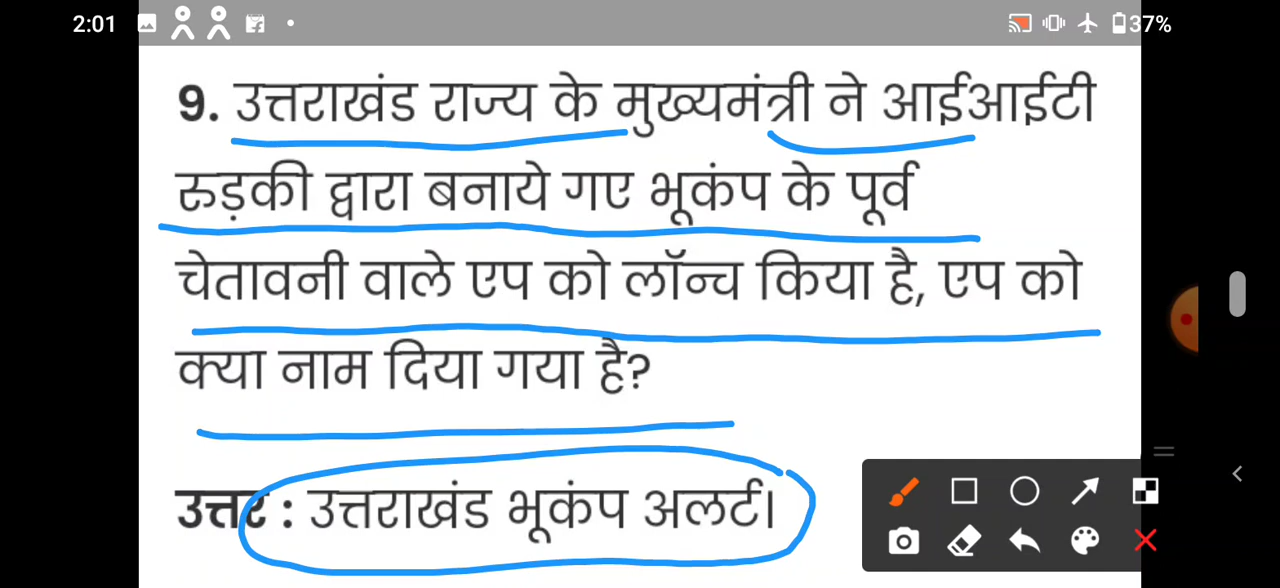 2:01
37%
9. उत्तराखंड राज्य के मुख्यमंत्री ने आईआईटी
रुड़की द्वारा बनाये गए भूकंप के पूर्व
चेतावनी वाले एप को लॉन्च किया है, एप को
क्या नाम दिया गया है?
उत्तर : उत्तराखंड भूकंप अलर्ट।